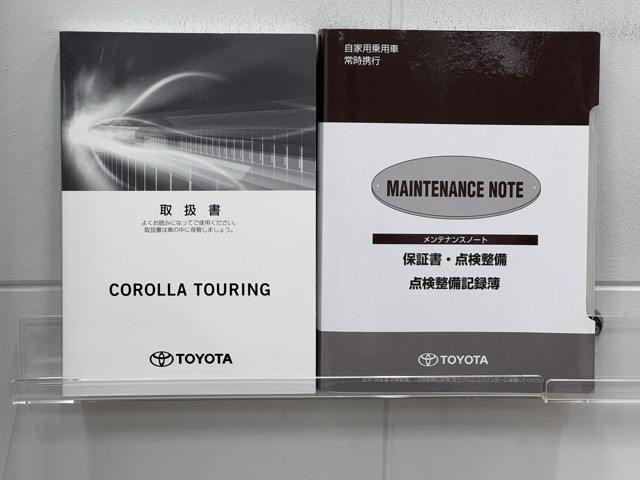 取扱書
よくお読みになってご使用ください。
取扱書は車の中に保管しましょう。
COROLLA TOURING
TOYOTA
自家用乗用車
常時携行
MAINTENANCE NOTE
メンテナンスノート
保証書・点検整備
点検整備記録簿
TOYOTA